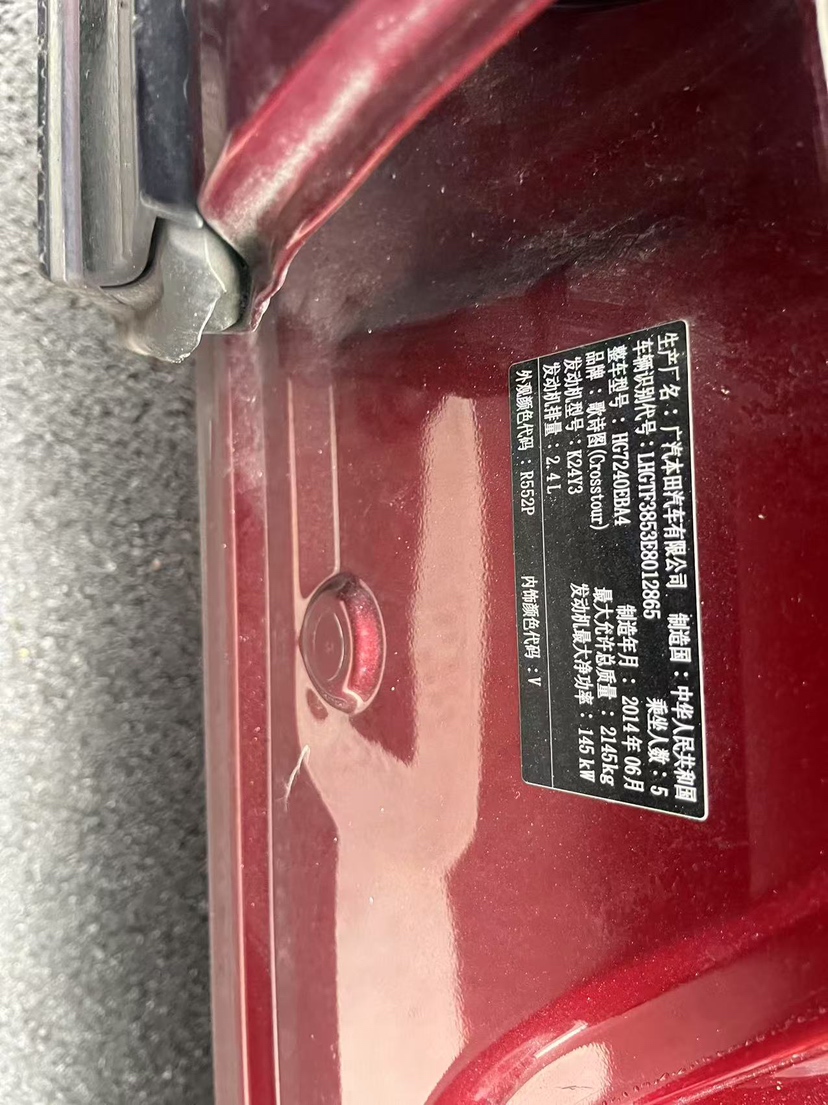 生产厂名：广汽本田汽车有限公司 制造国：中华人民共和国
车辆识别代号：LHGTF3853E8012865 乘坐人数：5
整车型号：HG7240EBA4 制造年月：2014年06月
品牌：歌诗图(Crosstour) 最大允许总质量：2145kg
发动机型号：K24Y3 发动机最大净功率：145kW
发动机排量：2.4L
外观颜色代码：R552P 内饰颜色代码：V